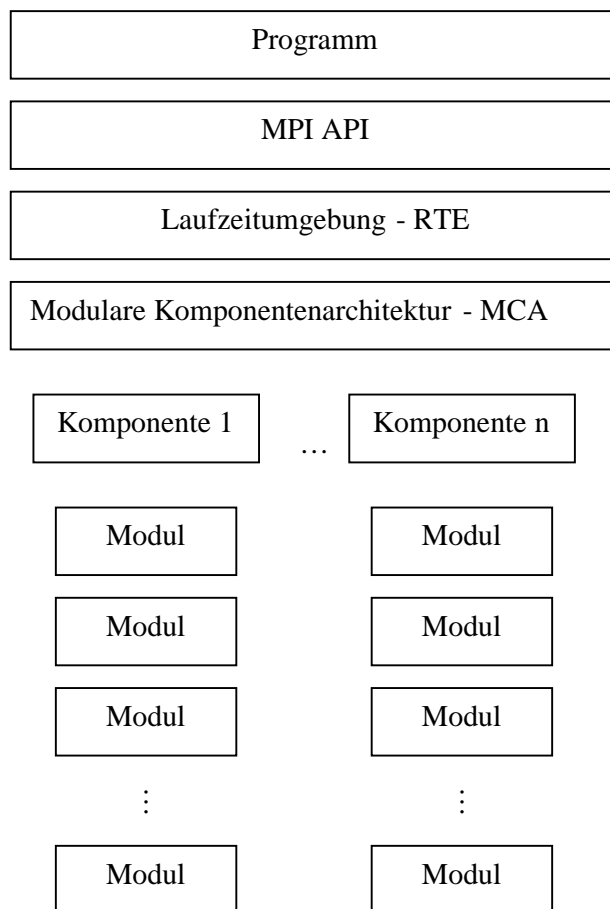 Programm
MPI API
Laufzeitumgebung - RTE
Modulare Komponentenarchitektur - MCA
Komponente 1 … Komponente n
Modul Modul
Modul Modul
Modul Modul
⋮ ⋮
Modul Modul